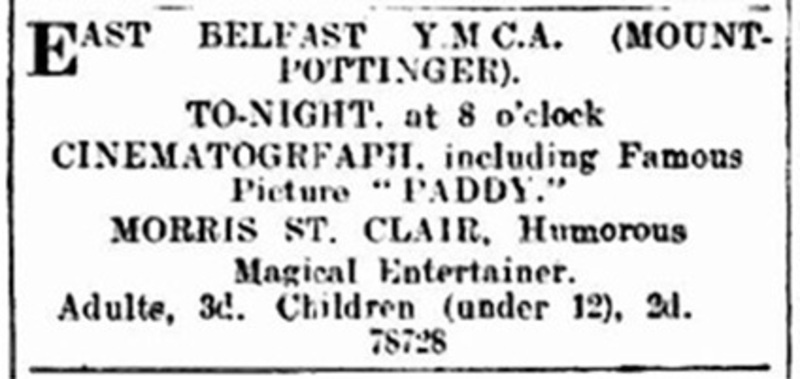 EAST BELFAST Y.M C.A. (MOUNT-
POTTINGER).
TO-NIGHT. at 8 o'clock
CINEMATOGRFAPH. including Famous
Picture "PADDY."
MORRIS ST. CLAIR, Humorous
Magical Entertainer.
Adults, 3d. Children (under 12), 2d.
78728